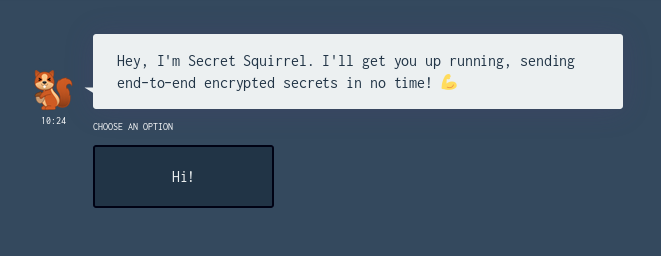 Hey, I'm Secret Squirrel. I'll get you up running, sending
end-to-end encrypted secrets in no time! 💪
10:24
CHOOSE AN OPTION
Hi!